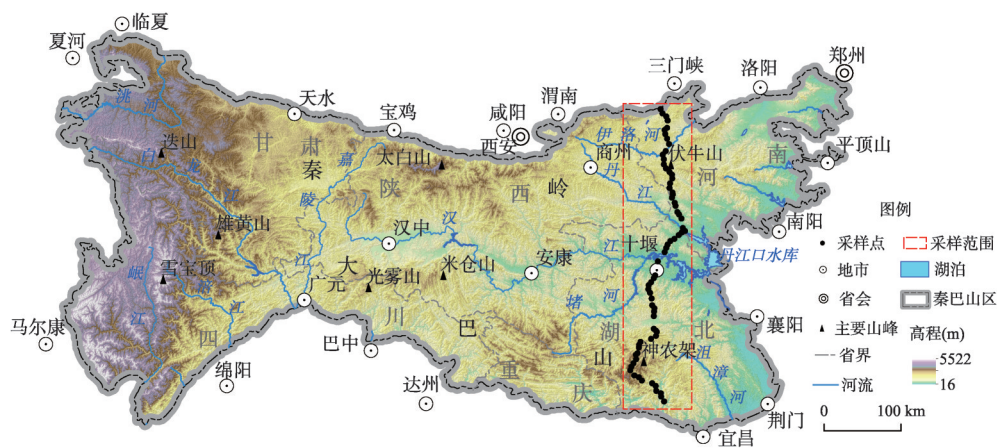 临夏
夏河
郑州
三门峡
洛阳
渭南
咸阳
西安
宝鸡
天水
洮河
迭山
白龙江
甘肃
秦
嘉陵江
太白山
陕西
商州
岭
伊洛河
伏牛山
河南
平顶山
丹江
南阳
雄黄山
汉中
汉江
十堰
丹江口水库
岷江
雪宝顶
涪江
大
光雾山
米仓山
安康
堵河
广元
四川
巴
湖北
襄阳
马尔康
绵阳
巴中
重庆
山
神农架
沮漳河
达州
荆门
宜昌
图例
采样点
采样范围
地市
湖泊
省会
秦巴山区
主要山峰
高程(m)
省界
5522
河流
16
0 100 km